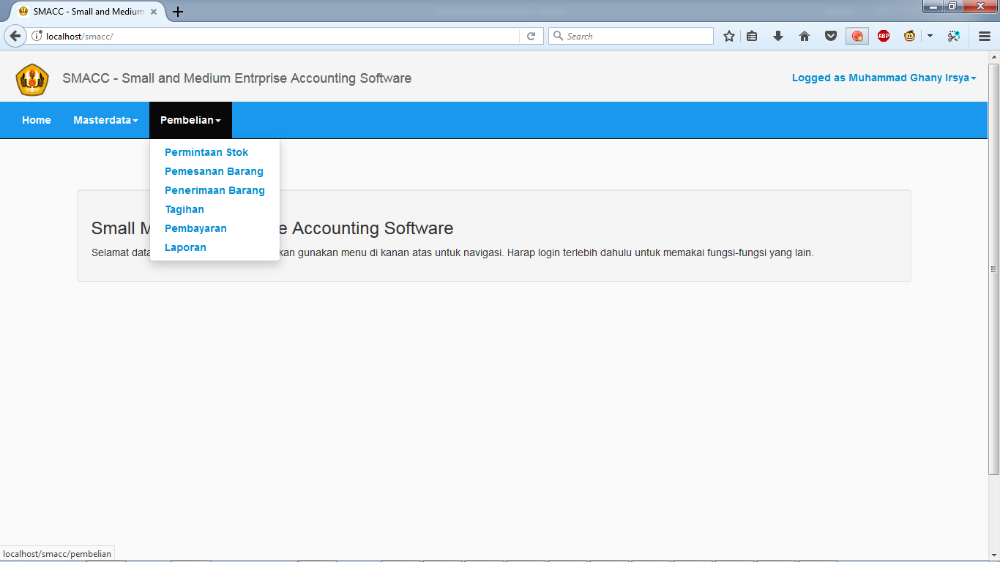 SMACC - Small and Medium
localhost/smacc/
Search
ABP
SMACC - Small and Medium Entrprise Accounting Software
Logged as Muhammad Ghany Irsya
Home Masterdata Pembelian
Permintaan Stok
Pemesanan Barang
Penerimaan Barang
Tagihan
Pembayaran
Laporan
Small M e Accounting Software
Selamat data kan gunakan menu di kanan atas untuk navigasi. Harap login terlebih dahulu untuk memakai fungsi-fungsi yang lain.
localhost/smacc/pembelian